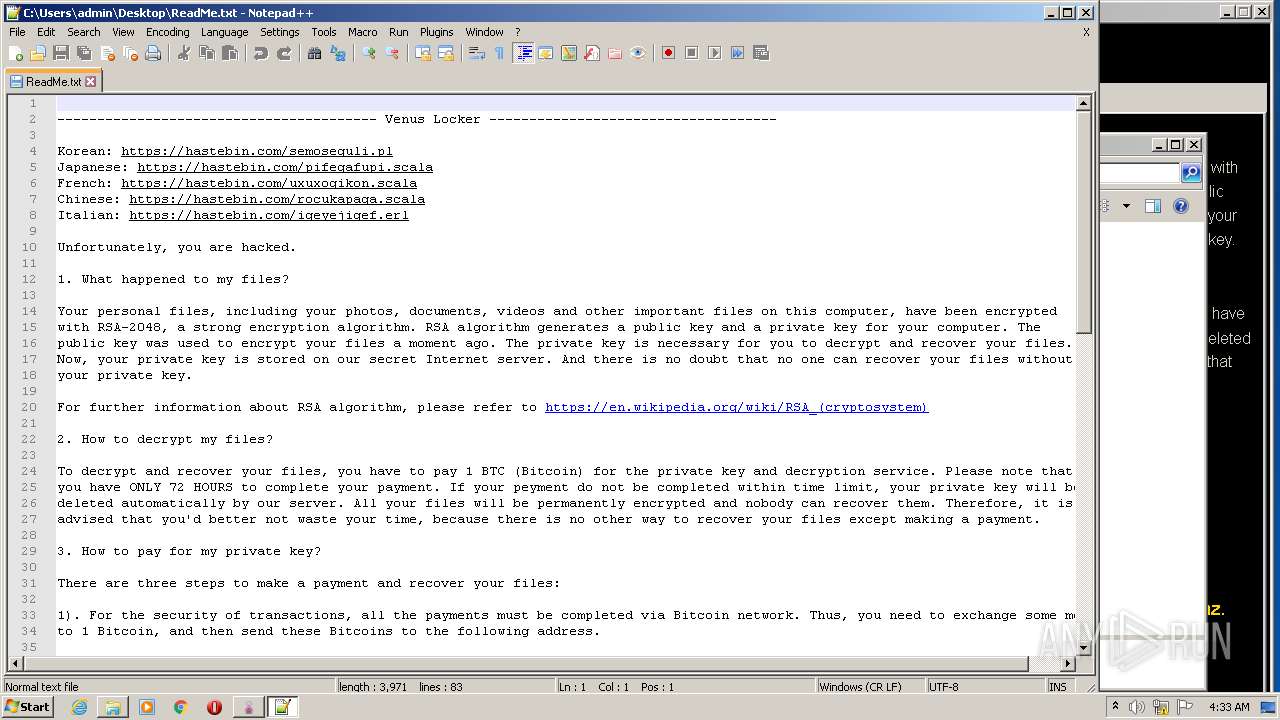 C:\Users\admin\Desktop\ReadMe.txt - Notepad++
File Edit Search View Encoding Language Settings Tools Macro Run Plugins Window ? X
ReadMe.txt
1
2 ---------------------------------------- Venus Locker ------------------------------------
3
4 Korean: https://hastebin.com/semoseguli.pl
5 Japanese: https://hastebin.com/pifegafupi.scala
6 French: https://hastebin.com/uxuxoqikon.scala
7 Chinese: https://hastebin.com/rocukapaga.scala
8 Italian: https://hastebin.com/iqeyejigef.erl
9
10 Unfortunately, you are hacked.
11
12 1. What happened to my files?
13
14 Your personal files, including your photos, documents, videos and other important files on this computer, have been encrypted
15 with RSA-2048, a strong encryption algorithm. RSA algorithm generates a public key and a private key for your computer. The
16 public key was used to encrypt your files a moment ago. The private key is necessary for you to decrypt and recover your files.
17 Now, your private key is stored on our secret Internet server. And there is no doubt that no one can recover your files without
18 your private key.
19
20 For further information about RSA algorithm, please refer to https://en.wikipedia.org/wiki/RSA_(cryptosystem)
21
22 2. How to decrypt my files?
23
24 To decrypt and recover your files, you have to pay 1 BTC (Bitcoin) for the private key and decryption service. Please note that
25 you have ONLY 72 HOURS to complete your payment. If your peyment do not be completed within time limit, your private key will be
26 deleted automatically by our server. All your files will be permanently encrypted and nobody can recover them. Therefore, it is
27 advised that you'd better not waste your time, because there is no other way to recover your files except making a payment.
28
29 3. How to pay for my private key?
30
31 There are three steps to make a payment and recover your files:
32
33 1). For the security of transactions, all the payments must be completed via Bitcoin network. Thus, you need to exchange some m
34 to 1 Bitcoin, and then send these Bitcoins to the following address.
35
Normal text file length : 3,971 lines : 83 Ln : 1 Col : 1 Pos : 1 Windows (CR LF) UTF-8 INS
with
lic
your
key.
have
eleted
that
oz.
ANY RUN
Start 4:33 AM